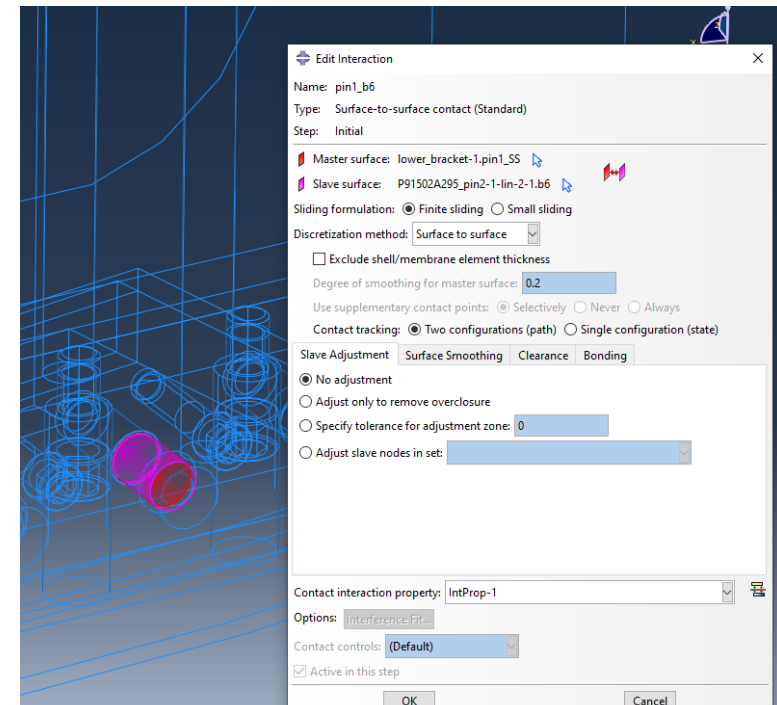 Edit Interaction
Name: pin1_b6
Type: Surface-to-surface contact (Standard)
Step: Initial
Master surface: lower_bracket-1.pin1_SS
Slave surface: P91502A295_pin2-1-lin-2-1.b6
Sliding formulation: Finite sliding Small sliding
Discretization method: Surface to surface
Exclude shell/membrane element thickness
Degree of smoothing for master surface: 0.2
Use supplementary contact points: Selectively Never Always
Contact tracking: Two configurations (path) Single configuration (state)
Slave Adjustment Surface Smoothing Clearance Bonding
No adjustment
Adjust only to remove overclosure
Specify tolerance for adjustment zone: 0
Adjust slave nodes in set:
Contact interaction property: IntProp-1
Options: Interference Fit...
Contact controls: (Default)
Active in this step
OK Cancel